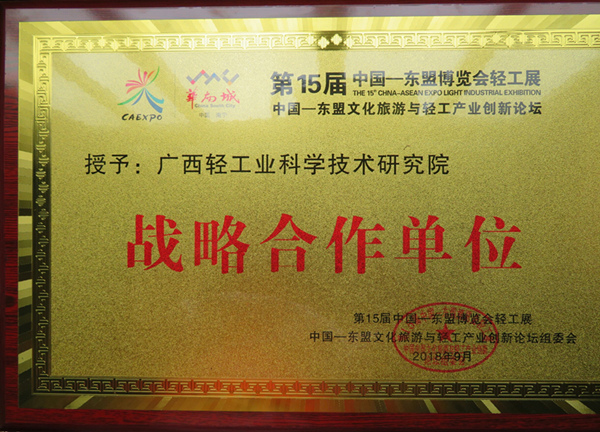 第15届中国—东盟博览会轻工展
THE 15th CHINA-ASEAN EXPO LIGHT INDUSTRIAL EXHIBITION
中国—东盟文化旅游与轻工产业创新论坛
CAEXPO
华南城
授予：广西轻工业科学技术研究院
战略合作单位
第15届中国—东盟博览会轻工展
中国—东盟文化旅游与轻工产业创新论坛组委会
2018年9月